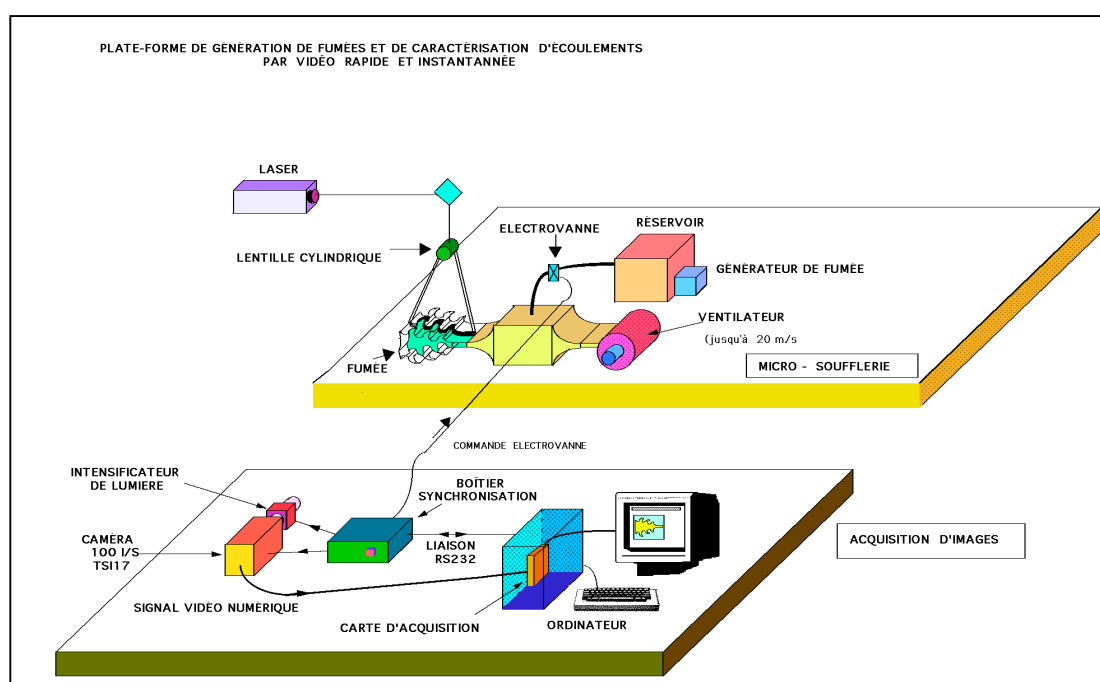 PLATE-FORME DE GÉNÉRATION DE FUMÉES ET DE CARACTÉRISATION D'ÉCOULEMENTS
PAR VIDÉO RAPIDE ET INSTANTANNÉE
LASER
LENTILLE CYLINDRIQUE
ELECTROVANNE
RÉSERVOIR
GÉNÉRATEUR DE FUMÉE
VENTILATEUR
(jusqu'à 20 m/s
FUMÉE
MICRO - SOUFFLERIE
COMMANDE ELECTROVANNE
INTENSIFICATEUR
DE LUMIERE
BOÎTIER
SYNCHRONISATION
CAMÉRA
100 I/S
TSI17
LIAISON
RS232
ACQUISITION D'IMAGES
SIGNAL VIDÉO NUMÉRIQUE
CARTE D'ACQUISITION
ORDINATEUR